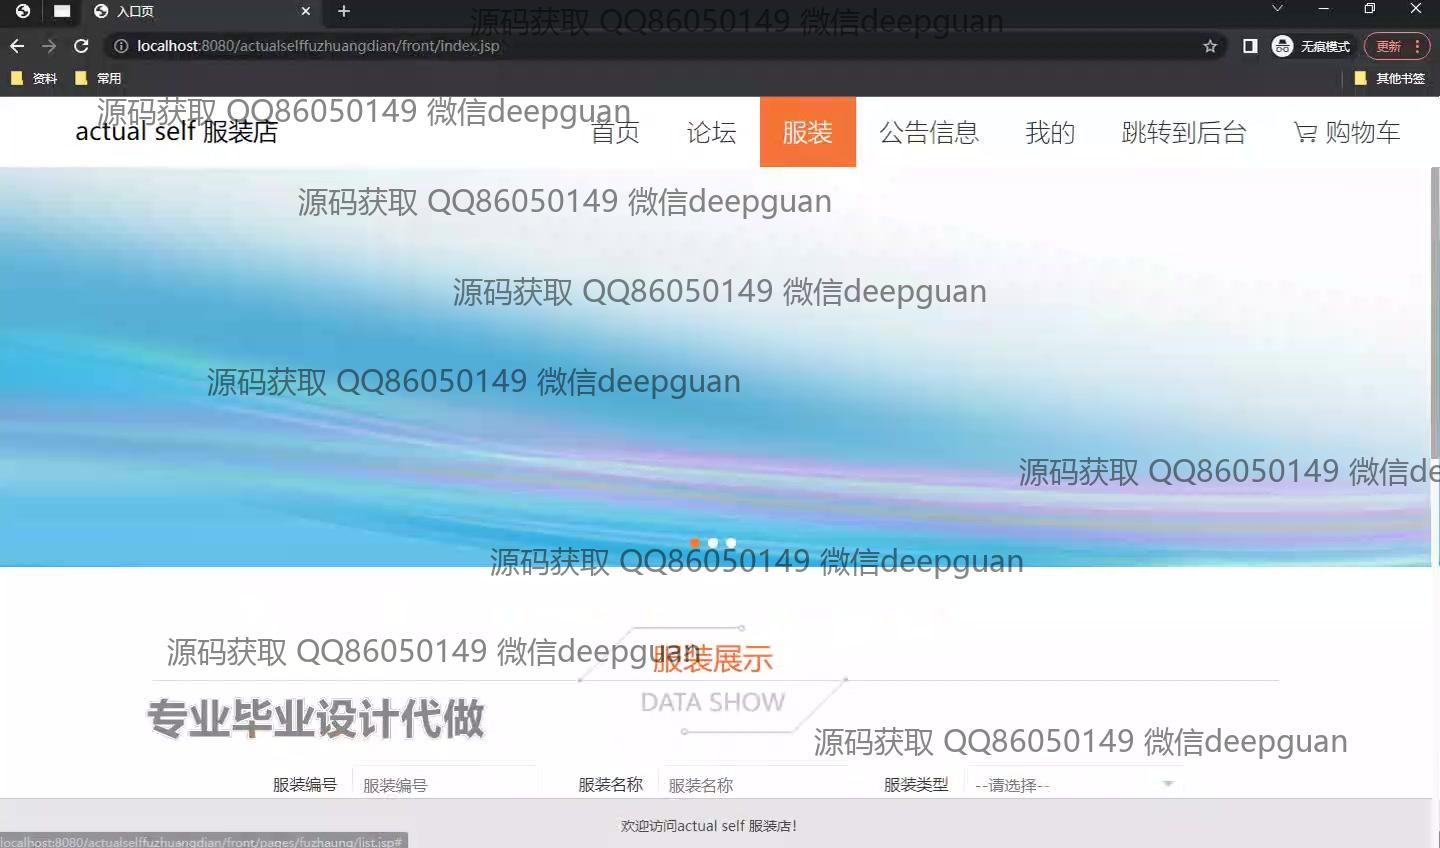 入口页
源码获取 QQ86050149 微信deepguan
localhost:8080/actualselffuzhuangdian/front/index.jsp
无痕模式
更新
资料
常用
其他书签
源码获取 QQ86050149 微信deepguan
actual self 服装店
首页
论坛
服装
公告信息
我的
跳转到后台
购物车
源码获取 QQ86050149 微信deepguan
源码获取 QQ86050149 微信deepguan
源码获取 QQ86050149 微信deepguan
源码获取 QQ86050149 微信de
源码获取 QQ86050149 微信deepguan
源码获取 QQ86050149 微信deepguan
服装展示
DATA SHOW
专业毕业设计代做
源码获取 QQ86050149 微信deepguan
服装编号 服装编号 服装名称 服装名称 服装类型 --请选择--
欢迎访问actual self 服装店!
localhost:8080/actualselffuzhuangdian/front/pages/fuzhaung/list.jsp#